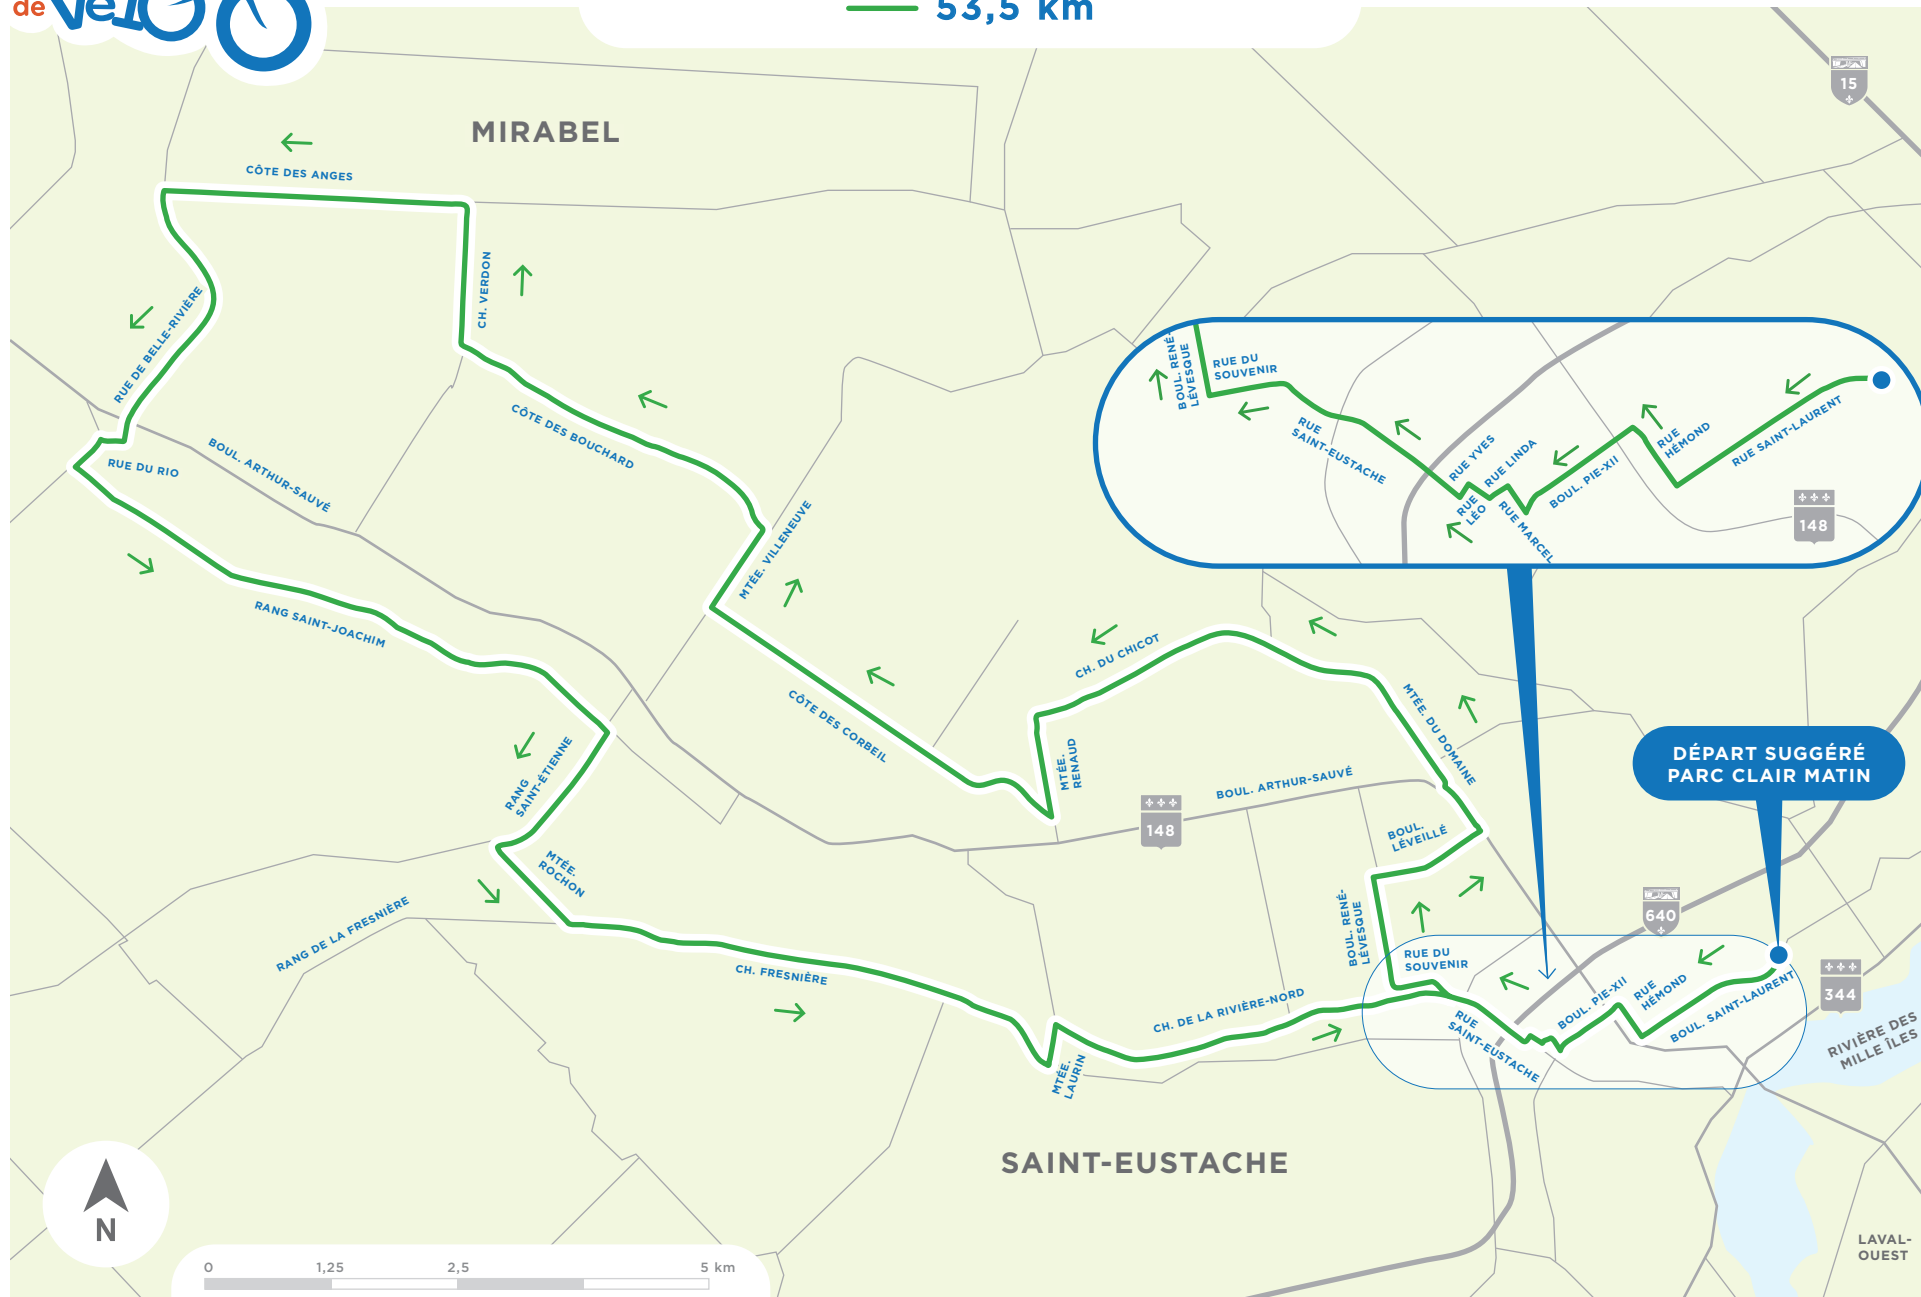 de vélo
53,5 km
15
MIRABEL
CÔTE DES ANGES
CH. VERDON
RUE DE BELLE-RIVIÈRE
CÔTE DES BOUCHARD
BOUL. ARTHUR-SAUVÉ
RUE DU RIO
MTÉE. VILLENEUVE
RANG SAINT-JOACHIM
CÔTE DES CORBEIL
CH. DU CHICOT
MTÉE.
RENAUD
MTÉE. DU DOMAINE
BOUL. RENÉ-
LÉVESQUE
RUE DU
SOUVENIR
RUE
SAINT-EUSTACHE
RUE YVES
RUE LINDA
RUE
LÉO
RUE MARCEL
BOUL. PIE-XII
RUE
HÉMOND
RUE SAINT-LAURENT
148
DÉPART SUGGÉRÉ
PARC CLAIR MATIN
RANG
SAINT-ÉTIENNE
BOUL. ARTHUR-SAUVÉ
148
BOUL.
LÉVEILLÉ
MTÉE.
ROCHON
RANG DE LA FRESNIÈRE
CH. FRESNIÈRE
BOUL. RENÉ-
LÉVESQUE
RUE DU
SOUVENIR
640
344
CH. DE LA RIVIÈRE-NORD
MTÉE.
LAURIN
RUE
SAINT-EUSTACHE
BOUL. PIE-XII
RUE
HÉMOND
BOUL. SAINT-LAURENT
RIVIÈRE DES
MILLE ÎLES
SAINT-EUSTACHE
LAVAL-
OUEST
N
0 1,25 2,5 5 km